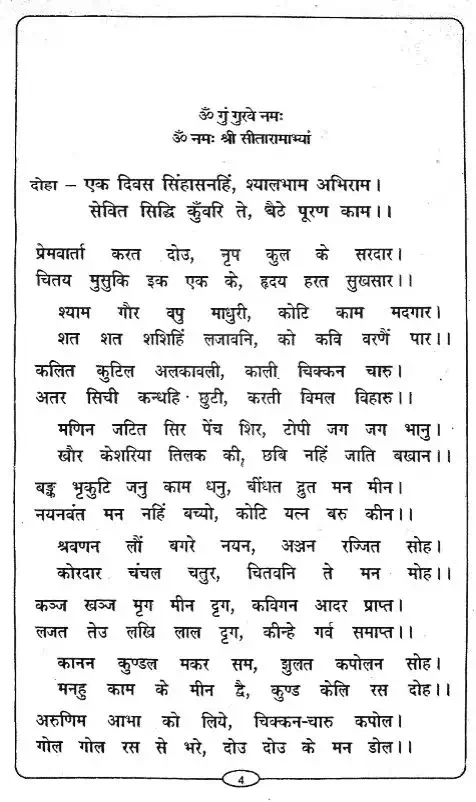 ॐ गुं गुरवे नमः
ॐ नमः श्री सीतारामाभ्यां
दोहा – एक दिवस सिंहासनहिं, श्यालभाम अभिराम।
सेवित सिद्धि कुँवरि ते, बैठे पूरण काम।।
प्रेमवार्ता करत दोउ, नृप कुल के सरदार।
चितय मुसुकि इक एक के, हृदय हरत सुखसार।।
श्याम गौर वपु माधुरी, कोटि काम मदगार।
शत शत शशिहिं लजावनि, को कवि वरणैं पार।।
कलित कुटिल अलकावली, काली चिक्कन चारु।
अतर सिची कन्धहि छुटी, करती विमल विहारु।।
मणिन जटित सिर पेंच शिर, टोपी जग जग भानु।
खौर केशरिया तिलक की, छवि नहिं जाति बखान।।
बङ्क भृकुटि जनु काम धनु, बींधत द्रुत मन मीन।
नयनवंत मन नहिं बच्यो, कोटि यत्न बरु कीन।।
श्रवणन लौं बगरे नयन, अञ्जन रज्जित सोह।
कोरदार चंचल चतुर, चितवनि ते मन मोह।।
कञ्ज खञ्ज मृग मीन दृग, कविगन आदर प्राप्त।
लजत तेउ लखि लाल दृग, कीन्हे गर्व समाप्त।।
कानन कुण्डल मकर सम, झुलत कपोलन सोह।
मनहु काम के मीन द्वै, कुण्ड केलि रस दोह।।
अरुणिम आभा को लिये, चिक्कन-चारु कपोल।
गोल गोल रस से भरे, दोउ दोउ के मन डोल।।
4